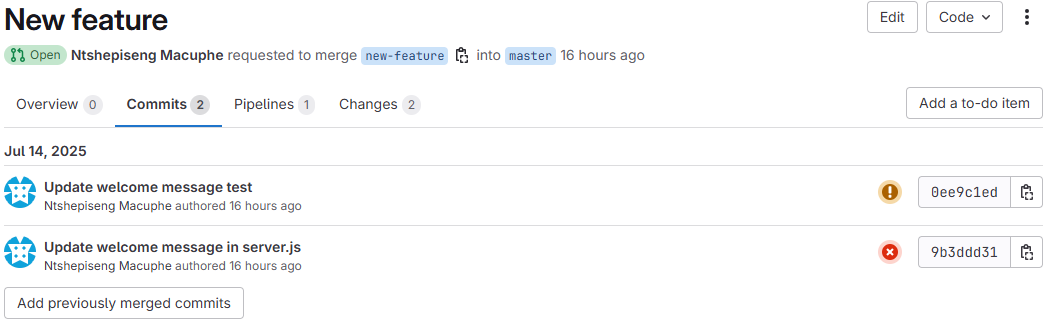 New feature
Edit
Code
Open Ntshepiseng Macuphe requested to merge new-feature into master 16 hours ago
Overview 0 Commits 2 Pipelines 1 Changes 2
Add a to-do item
Jul 14, 2025
Update welcome message test
Ntshepiseng Macuphe authored 16 hours ago
0ee9c1ed
Update welcome message in server.js
Ntshepiseng Macuphe authored 16 hours ago
9b3ddd31
Add previously merged commits